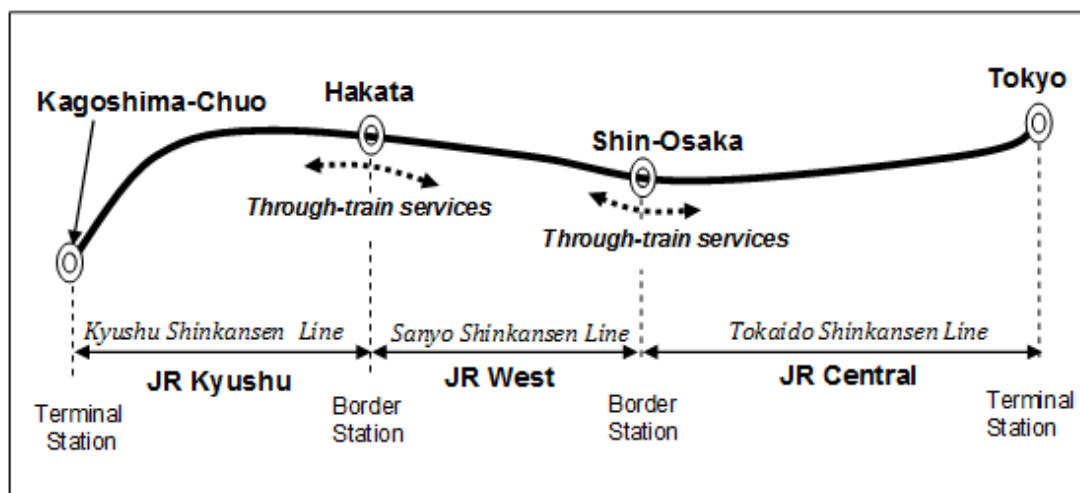 Kagoshima-Chuo
Hakata
Shin-Osaka
Tokyo
Through-train services
Through-train services
Kyushu Shinkansen Line
Sanyo Shinkansen Line
Tokaido Shinkansen Line
JR Kyushu
JR West
JR Central
Terminal
Station
Border
Station
Border
Station
Terminal
Station